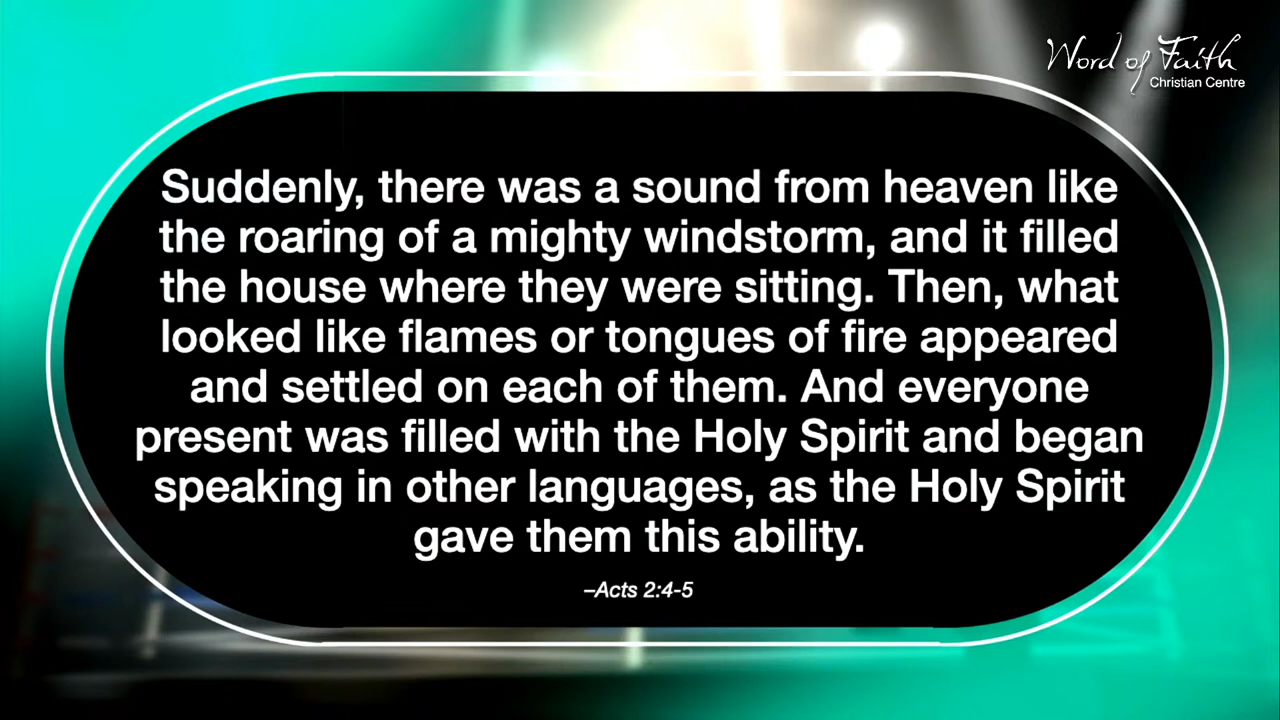 Word of Faith
Christian Centre
Suddenly, there was a sound from heaven like
the roaring of a mighty windstorm, and it filled
the house where they were sitting. Then, what
looked like flames or tongues of fire appeared
and settled on each of them. And everyone
present was filled with the Holy Spirit and began
speaking in other languages, as the Holy Spirit
gave them this ability.
–Acts 2:4-5